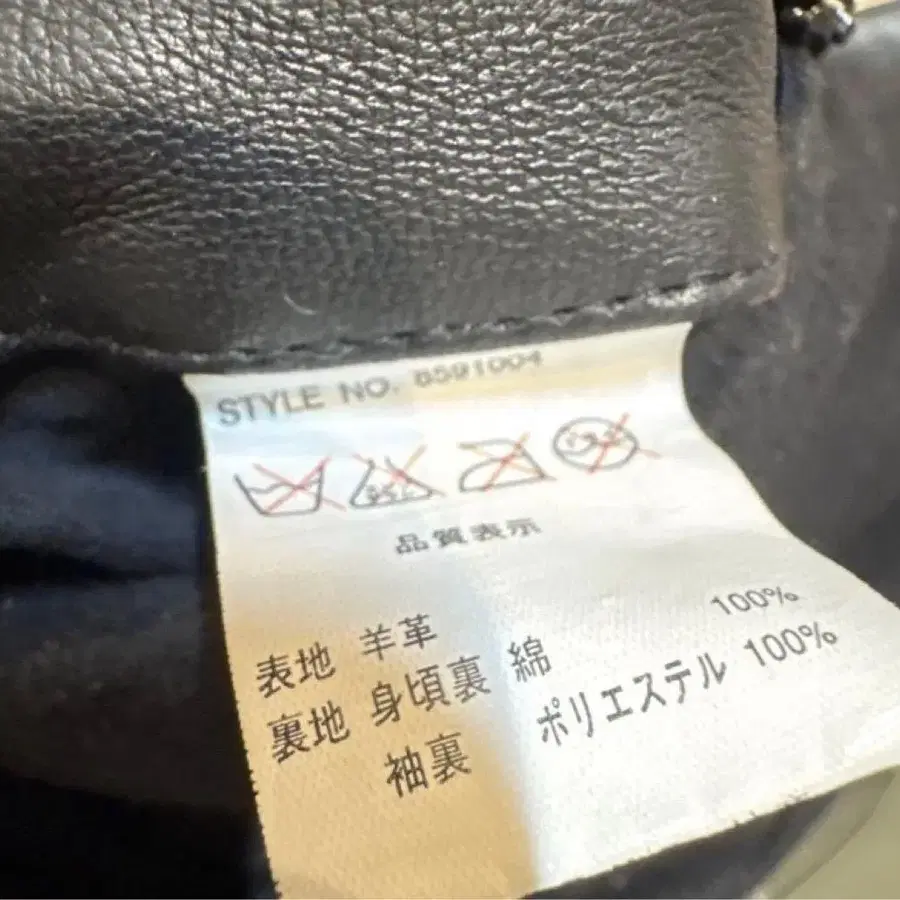 STYLE NO. 8591004
品質表示
表地 羊革
裏地 身頃裏 綿 100%
袖裏 ポリエステル 100%